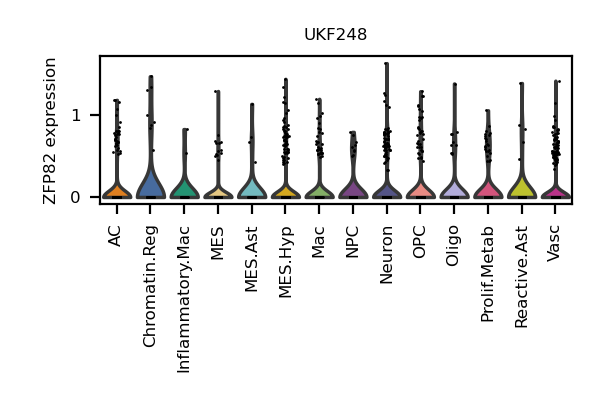 UKF248
ZFP82 expression
1
0
AC
Chromatin.Reg
Inflammatory.Mac
MES
MES.Ast
MES.Hyp
Mac
NPC
Neuron
OPC
Oligo
Prolif.Metab
Reactive.Ast
Vasc